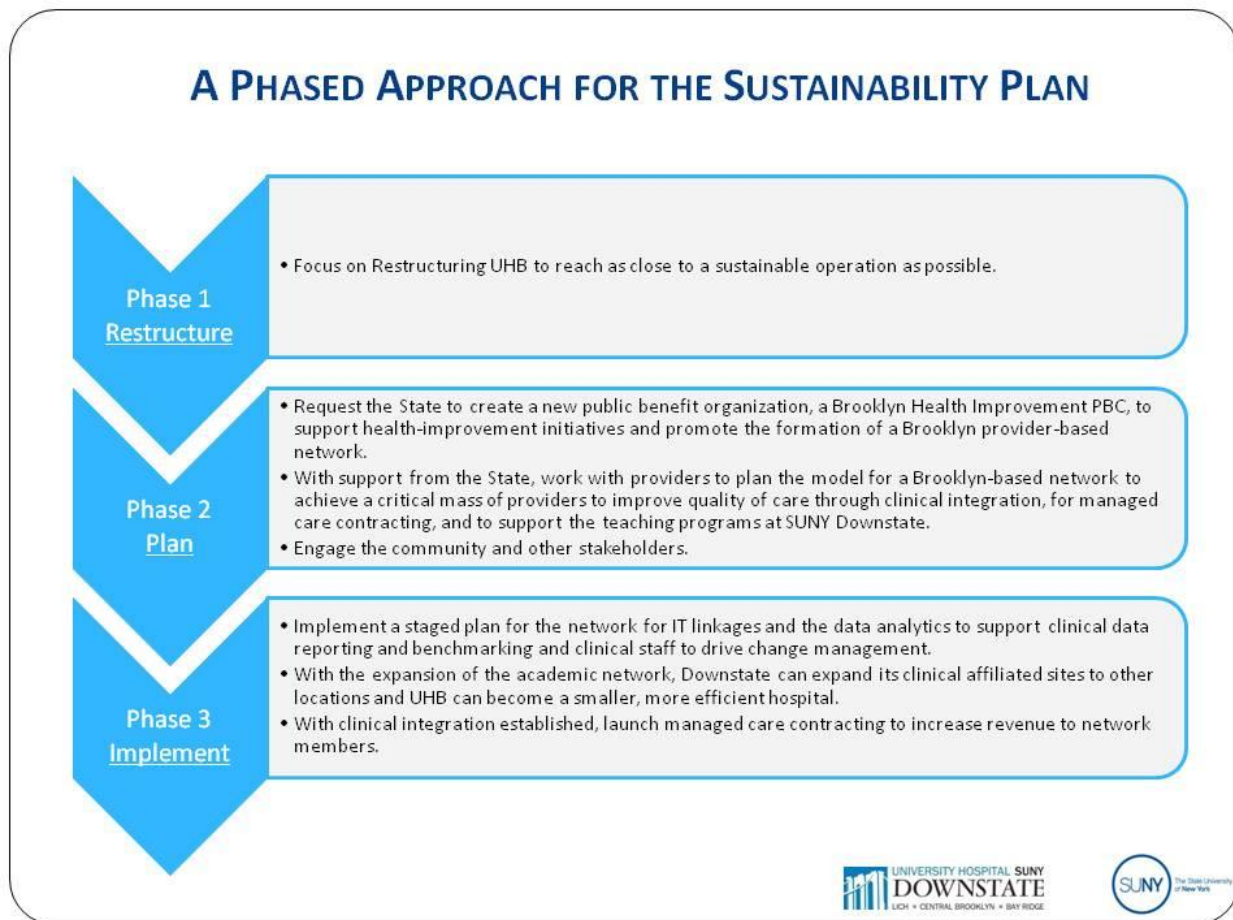 A PHASED APPROACH FOR THE SUSTAINABILITY PLAN
Phase 1
Restructure
• Focus on Restructuring UHB to reach as close to a sustainable operation as possible.
Phase 2
Plan
• Request the State to create a new public benefit organization, a Brooklyn Health Improvement PBC, to
support health-improvement initiatives and promote the formation of a Brooklyn provider-based
network.
• With support from the State, work with providers to plan the model for a Brooklyn-based network to
achieve a critical mass of providers to improve quality of care through clinical integration, for managed
care contracting, and to support the teaching programs at SUNY Downstate.
• Engage the community and other stakeholders.
Phase 3
Implement
• Implement a staged plan for the network for IT linkages and the data analytics to support clinical data
reporting and benchmarking and clinical staff to drive change management.
• With the expansion of the academic network, Downstate can expand its clinical affiliated sites to other
locations and UHB can become a smaller, more efficient hospital.
• With clinical integration established, launch managed care contracting to increase revenue to network
members.
UNIVERSITY HOSPITAL SUNY
DOWNSTATE
LICH • CENTRAL BROOKLYN • BAY RIDGE
SUNY
The State University
of New York